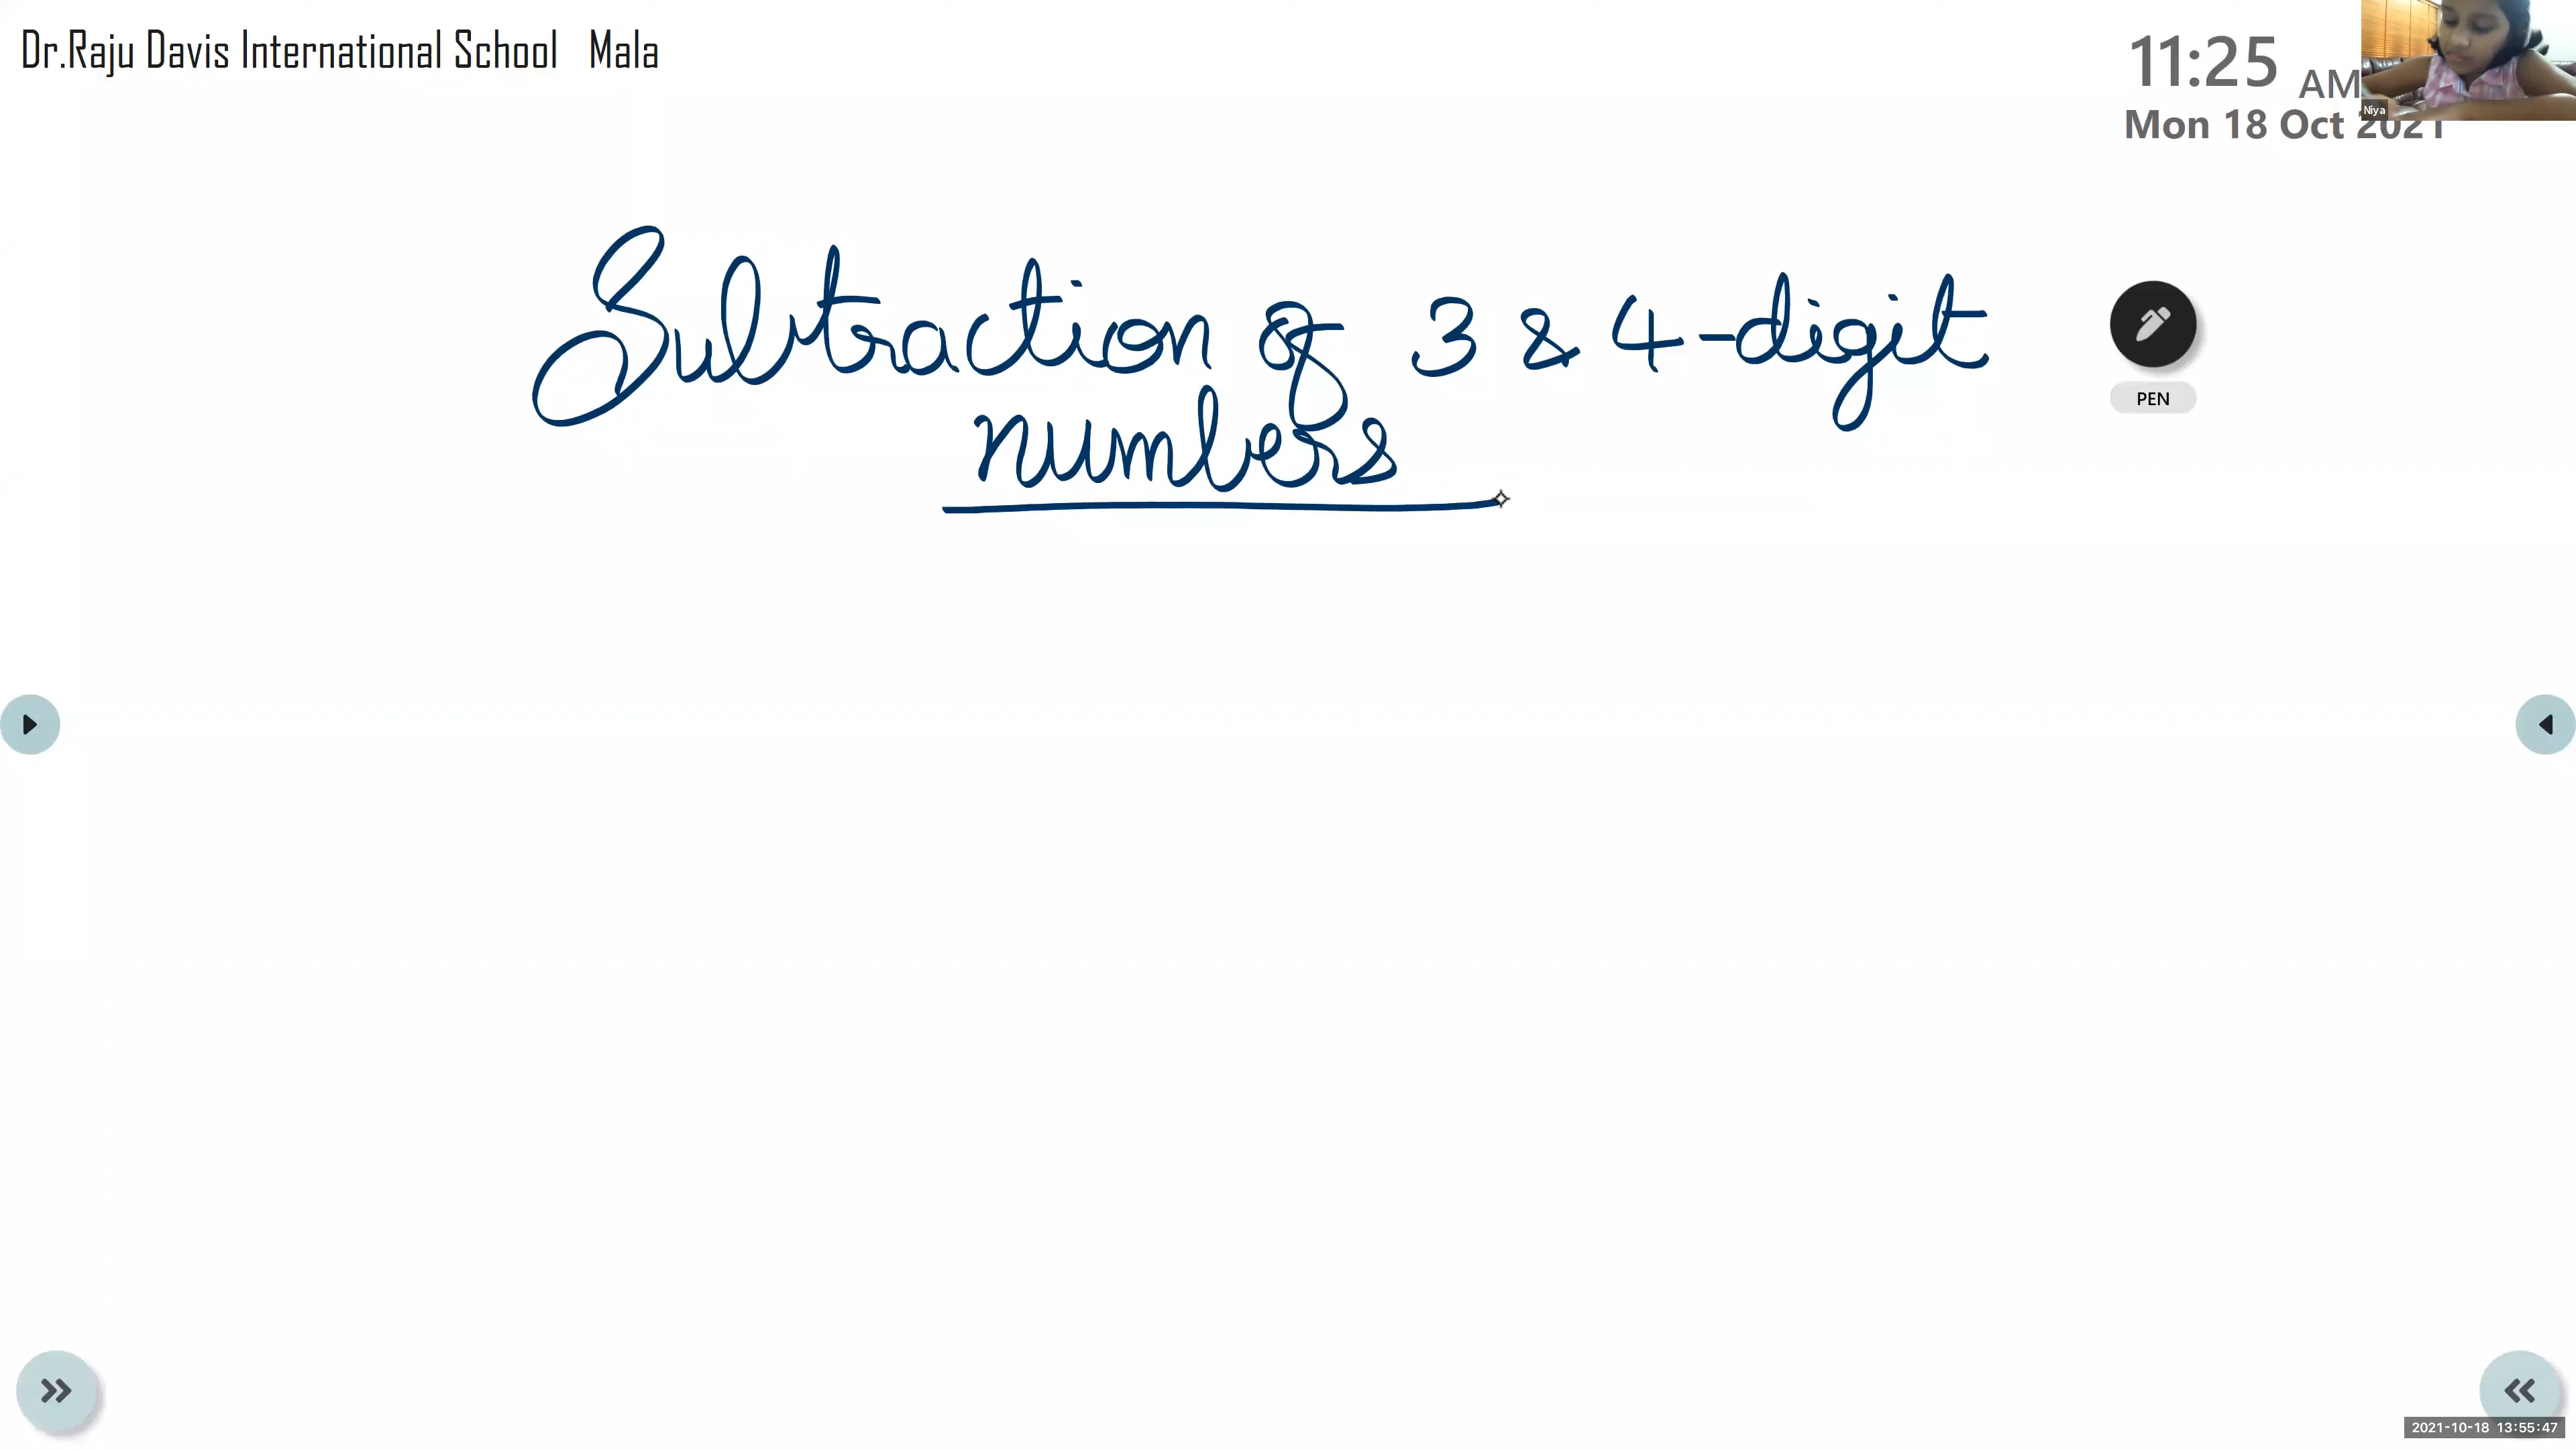 Dr.Raju Davis International School Mala
11:25 AM
Mon 18 Oct 2021
Niya
Subtraction of 3 & 4-digit
numbers
PEN
2021-10-18 13:55:47